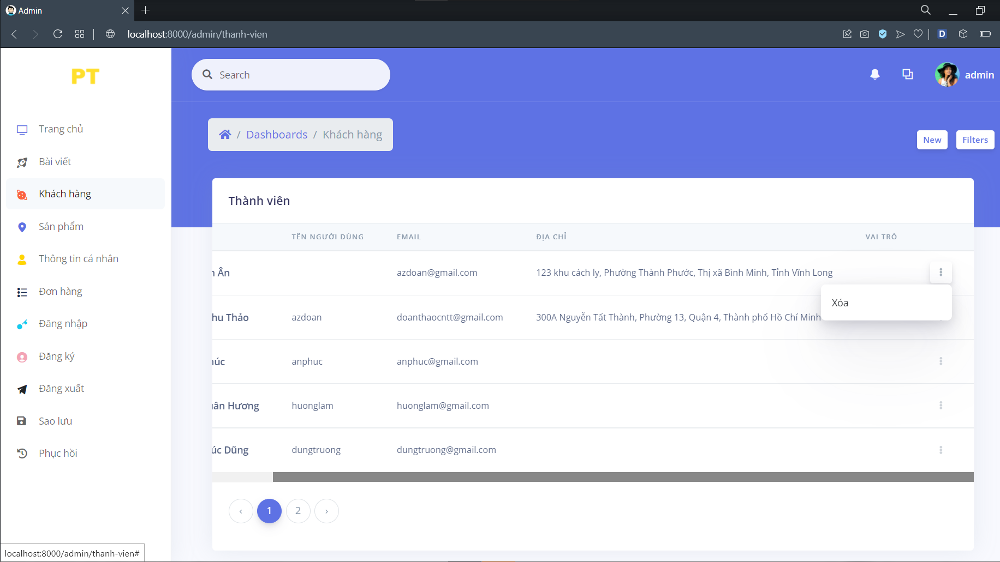 Admin
localhost:8000/admin/thanh-vien
D
PT
Search
admin
Trang chủ
Bài viết
Khách hàng
Sản phẩm
Thông tin cá nhân
Đơn hàng
Đăng nhập
Đăng ký
Đăng xuất
Sao lưu
Phục hồi
/ Dashboards / Khách hàng
New
Filters
Thành viên
TÊN NGƯỜI DÙNG EMAIL ĐỊA CHỈ VAI TRÒ
Ân azdoan@gmail.com 123 khu cách ly, Phường Thành Phước, Thị xã Bình Minh, Tỉnh Vĩnh Long
Xóa
hu Thảo azdoan doanthaocntt@gmail.com 300A Nguyễn Tất Thành, Phường 13, Quận 4, Thành phố Hồ Chí Minh
úc anphuc anphuc@gmail.com
ân Hương huonglam huonglam@gmail.com
úc Dũng dungtruong dungtruong@gmail.com
‹ 1 2 ›
localhost:8000/admin/thanh-vien#